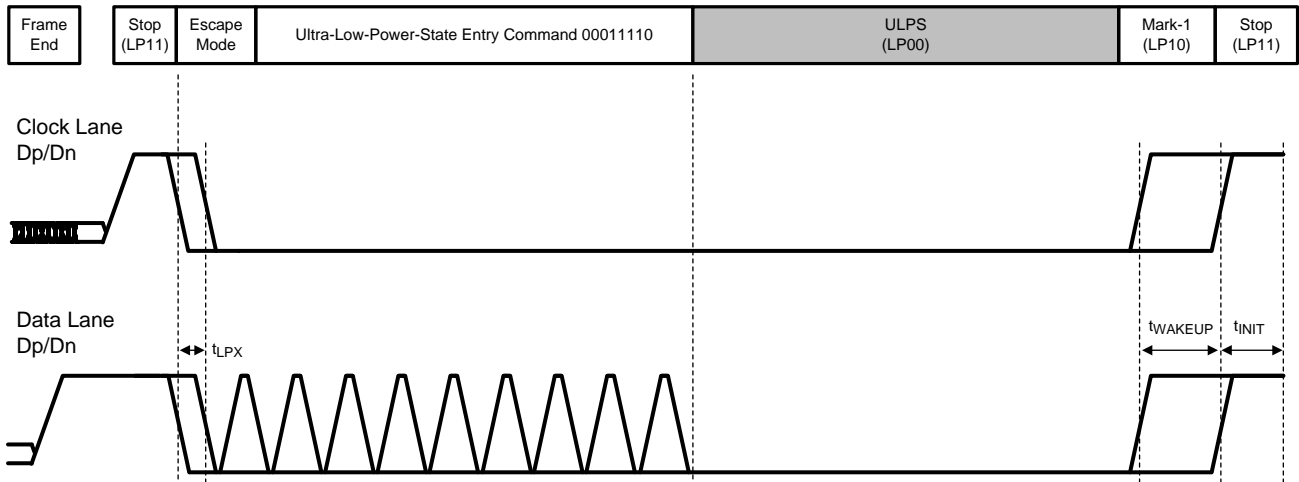 Frame
End
Stop
(LP11)
Escape
Mode
Ultra-Low-Power-State Entry Command 00011110
ULPS
(LP00)
Mark-1
(LP10)
Stop
(LP11)
Clock Lane
Dp/Dn
Data Lane
Dp/Dn
tLPX
tWAKEUP
tINIT